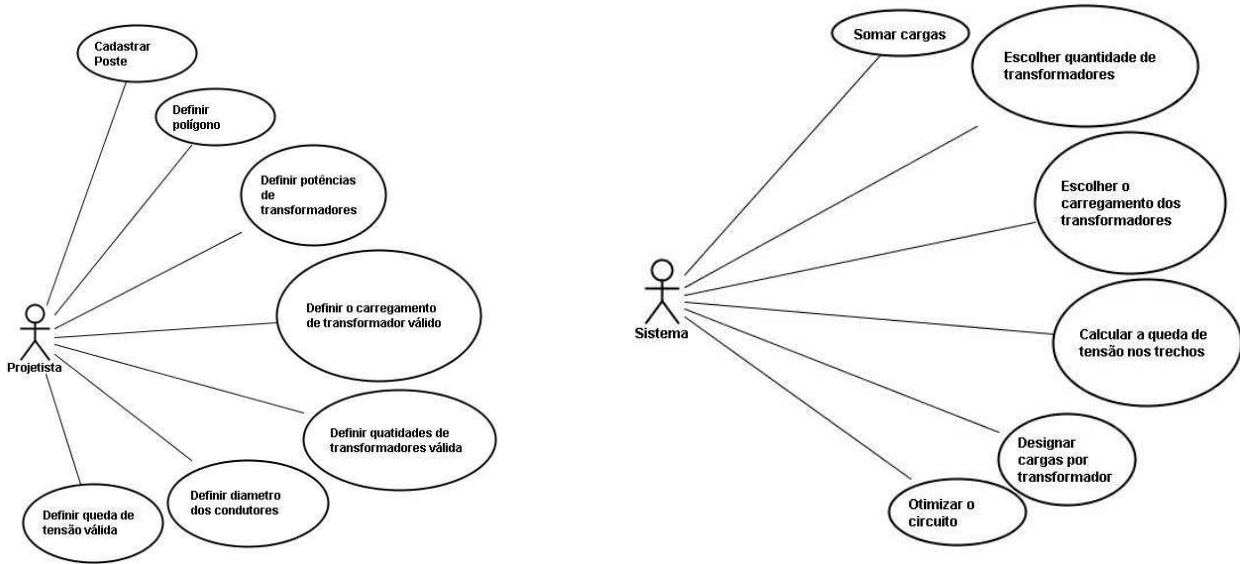 Cadastrar
Poste
Definir
polígono
Definir potências
de
transformadores
Definir o carregamento
de transformador válido
Projetista
Definir quatidades de
transformadores válida
Definir diametro
dos condutores
Definir queda de
tensão válida
Somar cargas
Escolher quantidade de
transformadores
Escolher o
carregamento dos
transformadores
Sistema
Calcular a queda de
tensão nos trechos
Designar
cargas por
transformador
Otimizar o
circuito